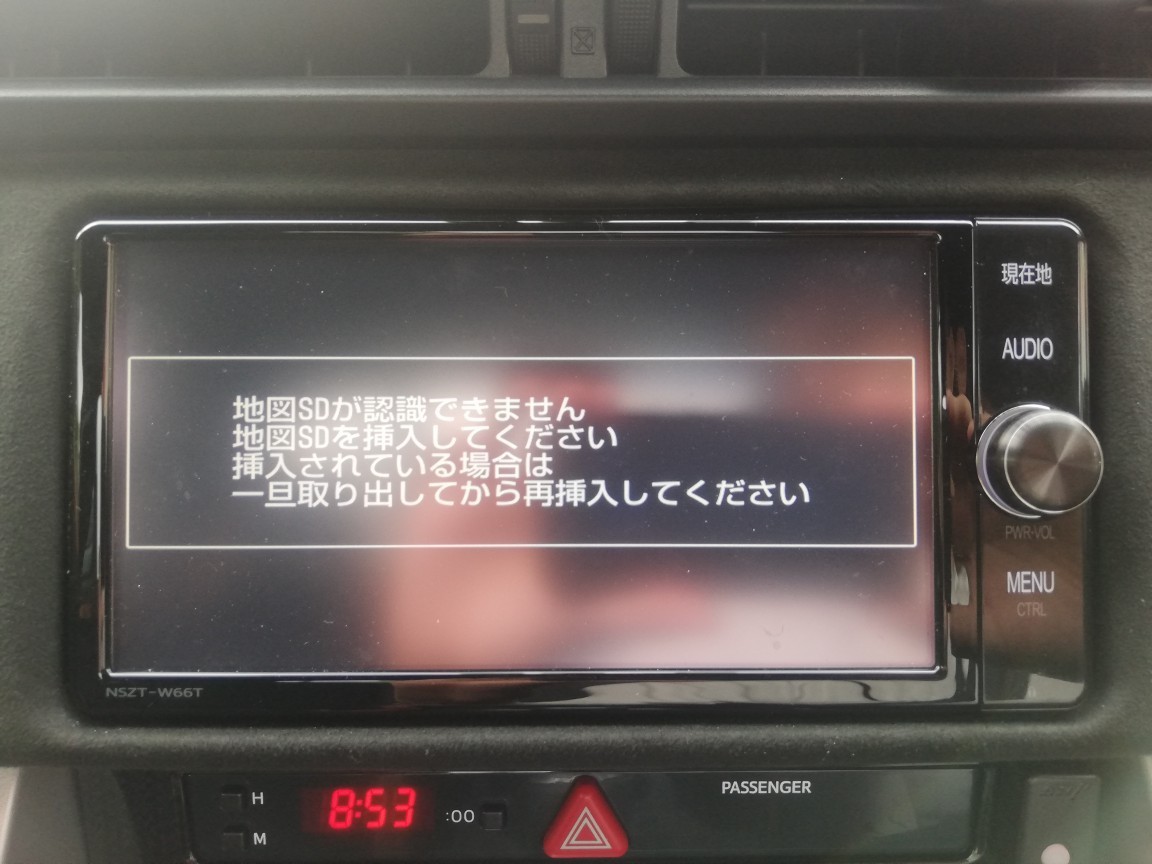 現在地
AUDIO
地図SDが認識できません
地図SDを挿入してください
挿入されている場合は
一旦取り出してから再挿入してください
PWR·VOL
MENU
CTRL
NSZT-W66T
H
8:53
:00
M
PASSENGER